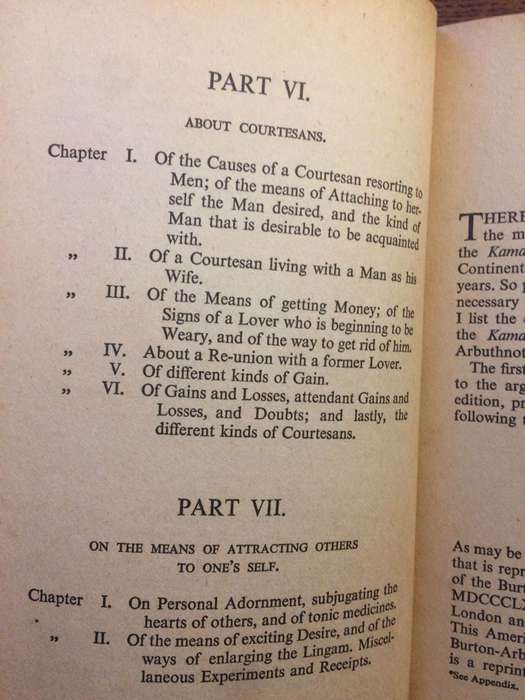 PART VI.
ABOUT COURTESANS.
Chapter I. Of the Causes of a Courtesan resorting to
Men; of the means of Attaching to her-
self the Man desired, and the kind of
Man that is desirable to be acquainted
with.
„ II. Of a Courtesan living with a Man as his
Wife.
„ III. Of the Means of getting Money; of the
Signs of a Lover who is beginning to be
Weary, and of the way to get rid of him.
„ IV. About a Re-union with a former Lover.
„ V. Of different kinds of Gain.
„ VI. Of Gains and Losses, attendant Gains and
Losses, and Doubts; and lastly, the
different kinds of Courtesans.
PART VII.
ON THE MEANS OF ATTRACTING OTHERS
TO ONE'S SELF.
Chapter I. On Personal Adornment, subjugating the
hearts of others, and of tonic medicines.
„ II. Of the means of exciting Desire, and of the
ways of enlarging the Lingam. Miscel-
laneous Experiments and Receipts.
THERE
the m
the Kama
Continent
years. So p
necessary
I list the
the Kama
Arbuthnot
The first
to the arg
edition, pr
following t
As may be
that is repr
of the Burt
MDCCCLX
London an
This Ameri
Burton-Arb
is a reprint
*See Appendix.